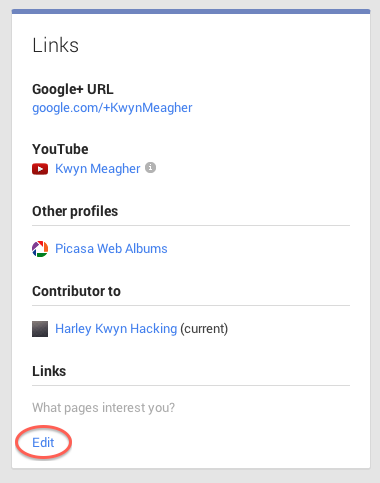 Links
Google+ URL
google.com/+KwynMeagher
YouTube
Kwyn Meagher
Other profiles
Picasa Web Albums
Contributor to
Harley Kwyn Hacking (current)
Links
What pages interest you?
Edit